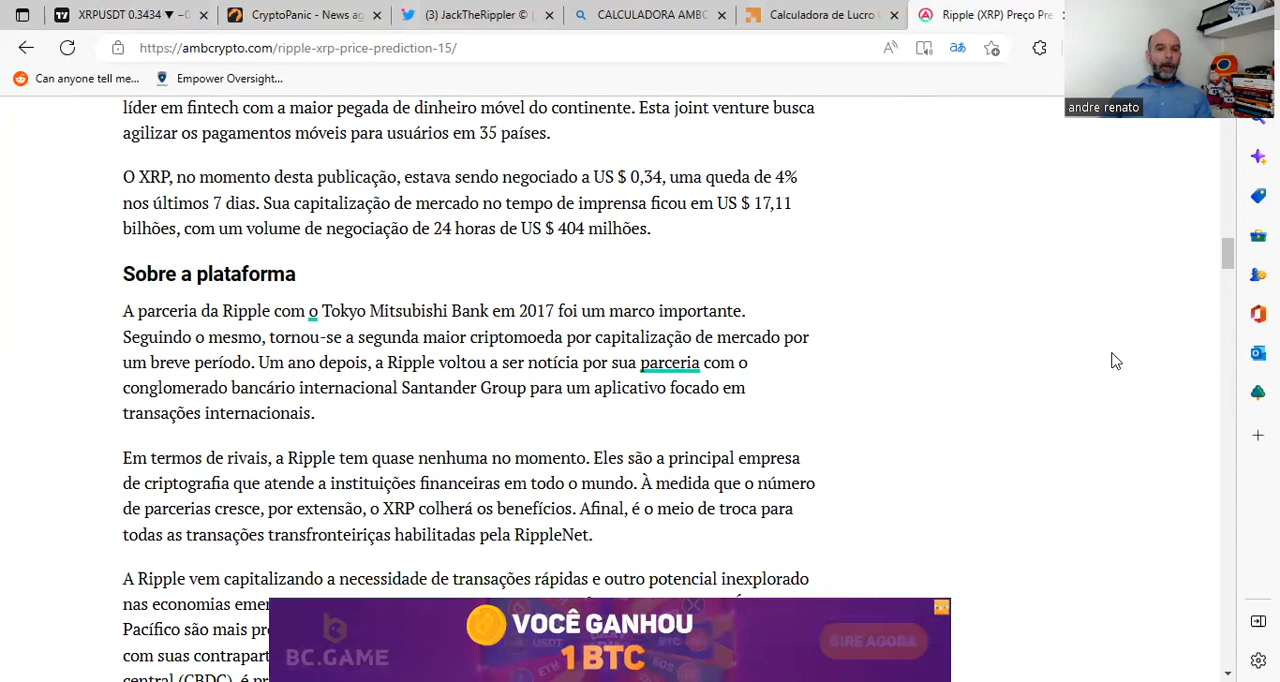 XRPUSDT 0.3434 ▼ −0
CryptoPanic - News ag
(3) JackTheRippler © (
CALCULADORA AMBC
Calculadora de Lucro
Ripple (XRP) Preço Pre
https://ambcrypto.com/ripple-xrp-price-prediction-15/
Can anyone tell me...
Empower Oversight...
andre renato
líder em fintech com a maior pegada de dinheiro móvel do continente. Esta joint venture busca
agilizar os pagamentos móveis para usuários em 35 países.
O XRP, no momento desta publicação, estava sendo negociado a US $ 0,34, uma queda de 4%
nos últimos 7 dias. Sua capitalização de mercado no tempo de imprensa ficou em US $ 17,11
bilhões, com um volume de negociação de 24 horas de US $ 404 milhões.
Sobre a plataforma
A parceria da Ripple com o Tokyo Mitsubishi Bank em 2017 foi um marco importante.
Seguindo o mesmo, tornou-se a segunda maior criptomoeda por capitalização de mercado por
um breve período. Um ano depois, a Ripple voltou a ser notícia por sua parceria com o
conglomerado bancário internacional Santander Group para um aplicativo focado em
transações internacionais.
Em termos de rivais, a Ripple tem quase nenhuma no momento. Eles são a principal empresa
de criptografia que atende a instituições financeiras em todo o mundo. À medida que o número
de parcerias cresce, por extensão, o XRP colherá os benefícios. Afinal, é o meio de troca para
todas as transações transfronteiriças habilitadas pela RippleNet.
A Ripple vem capitalizando a necessidade de transações rápidas e outro potencial inexplorado
nas economias emer
Pacífico são mais pr
com suas contrapart
central (CBDC), é pr
BC.GAME
VOCÊ GANHOU
1 BTC
GIRE AGORA